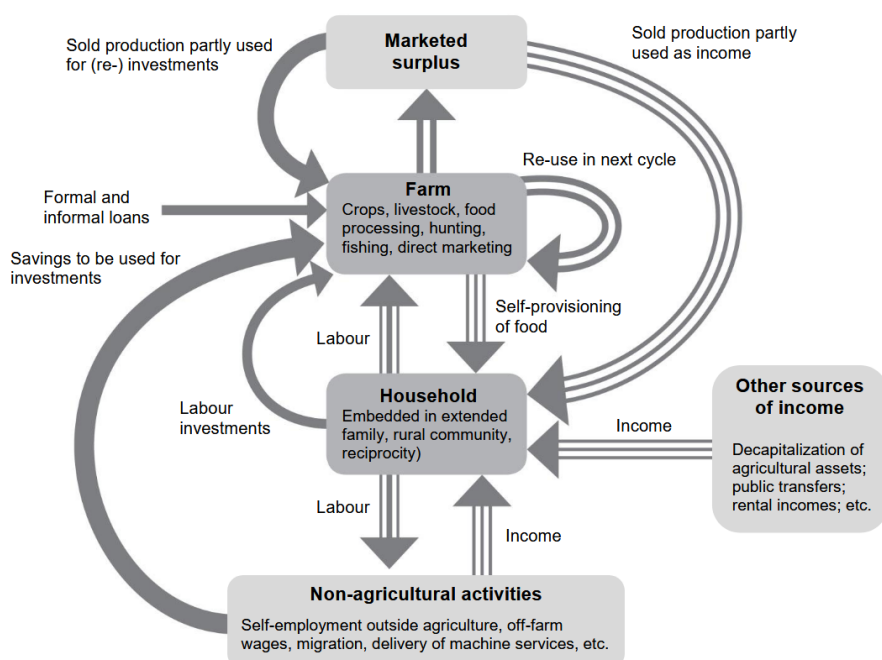 Sold production partly used
for (re-) investments
Marketed
surplus
Sold production partly
used as income
Re-use in next cycle
Formal and
informal loans
Farm
Crops, livestock, food
processing, hunting,
fishing, direct marketing
Savings to be used for
investments
Self-provisioning
of food
Labour
Labour
investments
Household
Embedded in extended
family, rural community,
reciprocity)
Income
Other sources
of income
Decapitalization of
agricultural assets;
public transfers;
rental incomes; etc.
Labour
Income
Non-agricultural activities
Self-employment outside agriculture, off-farm
wages, migration, delivery of machine services, etc.